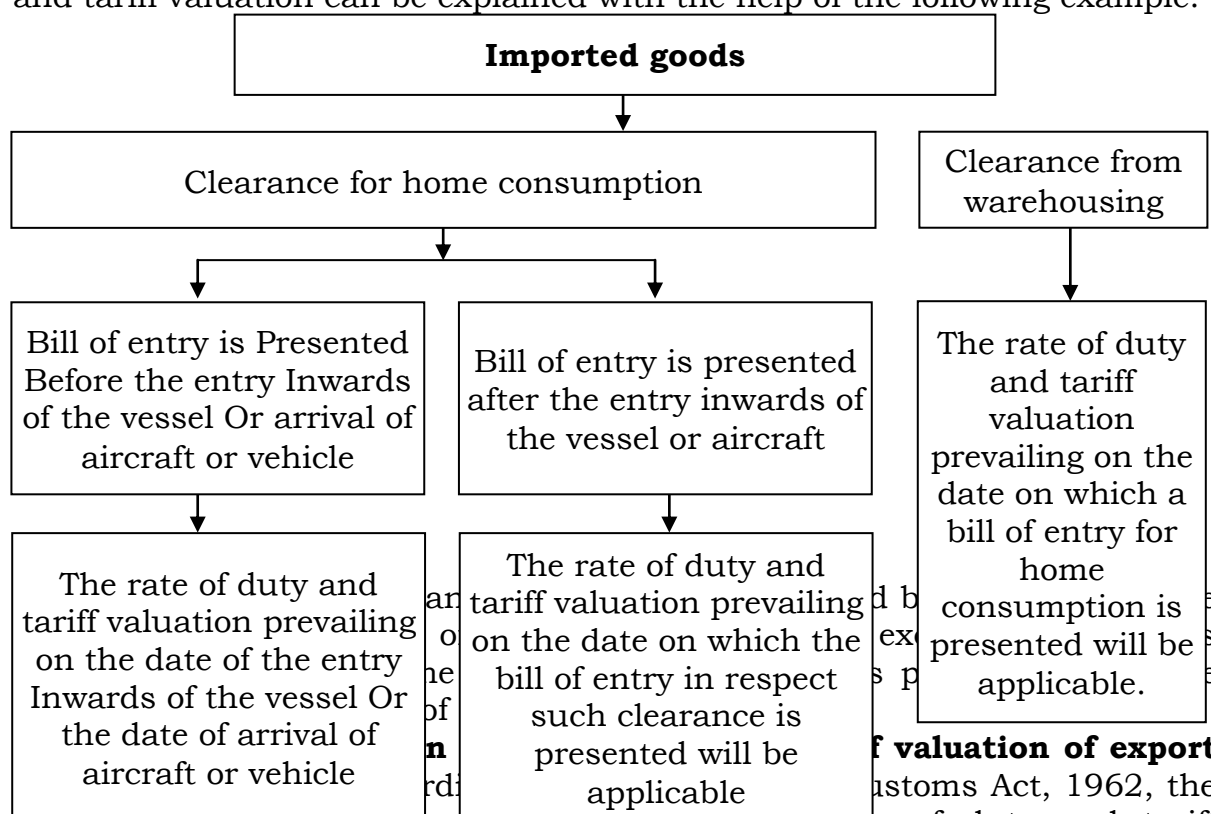 and tariff valuation can be explained with the help of the following example.
Imported goods
Clearance for home consumption
Clearance from
warehousing
Bill of entry is Presented
Before the entry Inwards
of the vessel Or arrival of
aircraft or vehicle
Bill of entry is presented
after the entry inwards of
the vessel or aircraft
The rate of duty
and tariff
valuation
prevailing on the
date on which a
bill of entry for
home
consumption is
presented will be
applicable.
The rate of duty and
tariff valuation prevailing
on the date of the entry
Inwards of the vessel Or
the date of arrival of
aircraft or vehicle
The rate of duty and
tariff valuation prevailing
on the date on which the
bill of entry in respect
such clearance is
presented will be
applicable
of
valuation of export
Customs Act, 1962, the